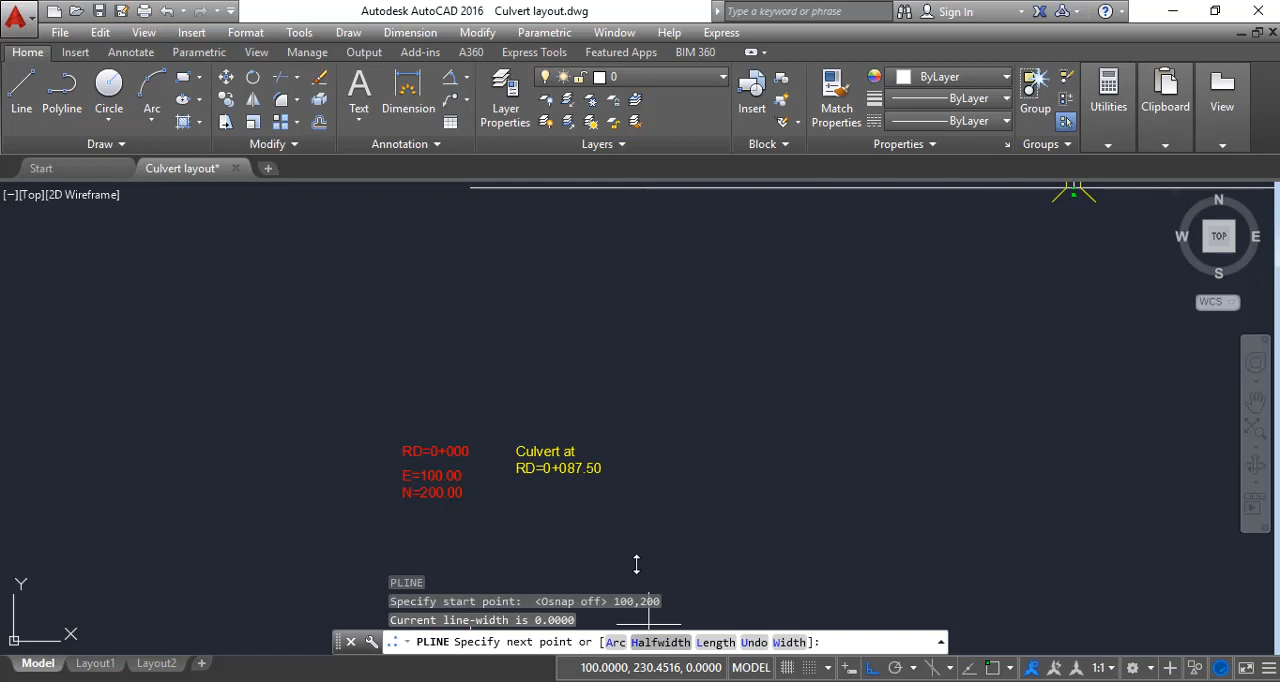 Autodesk AutoCAD 2016 Culvert layout.dwg
Type a keyword or phrase
Sign In
File Edit View Insert Format Tools Draw Dimension Modify Parametric Window Help Express
Home Insert Annotate Parametric View Manage Output Add-ins A360 Express Tools Featured Apps BIM 360
Line Polyline Circle Arc
Text Dimension
Layer Properties
0
Insert
Match Properties
ByLayer
ByLayer
ByLayer
Group
Utilities Clipboard View
Draw Modify Annotation Layers Block Properties Groups
Start Culvert layout*
[−][Top][2D Wireframe]
N
W TOP E
S
WCS
RD=0+000
E=100.00
N=200.00
Culvert at
RD=0+087.50
Y
X
PLINE
Specify start point: <Osnap off> 100,200
Current line-width is 0.0000
PLINE Specify next point or [Arc Halfwidth Length Undo Width]:
Model Layout1 Layout2 +
100.0000, 230.4516, 0.0000 MODEL 1:1